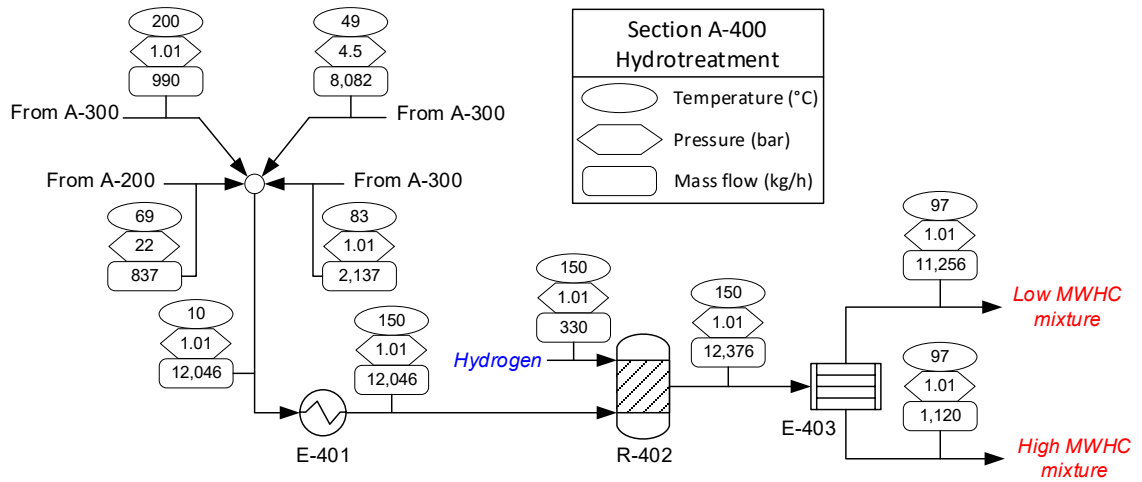 200
1.01
990
49
4.5
8,082
From A-300
From A-300
Section A-400
Hydrotreatment
Temperature (°C)
Pressure (bar)
Mass flow (kg/h)
From A-200
From A-300
69
22
837
83
1.01
2,137
10
1.01
12,046
150
1.01
12,046
E-401
Hydrogen
150
1.01
330
R-402
150
1.01
12,376
E-403
97
1.01
11,256
Low MWHC
mixture
97
1.01
1,120
High MWHC
mixture